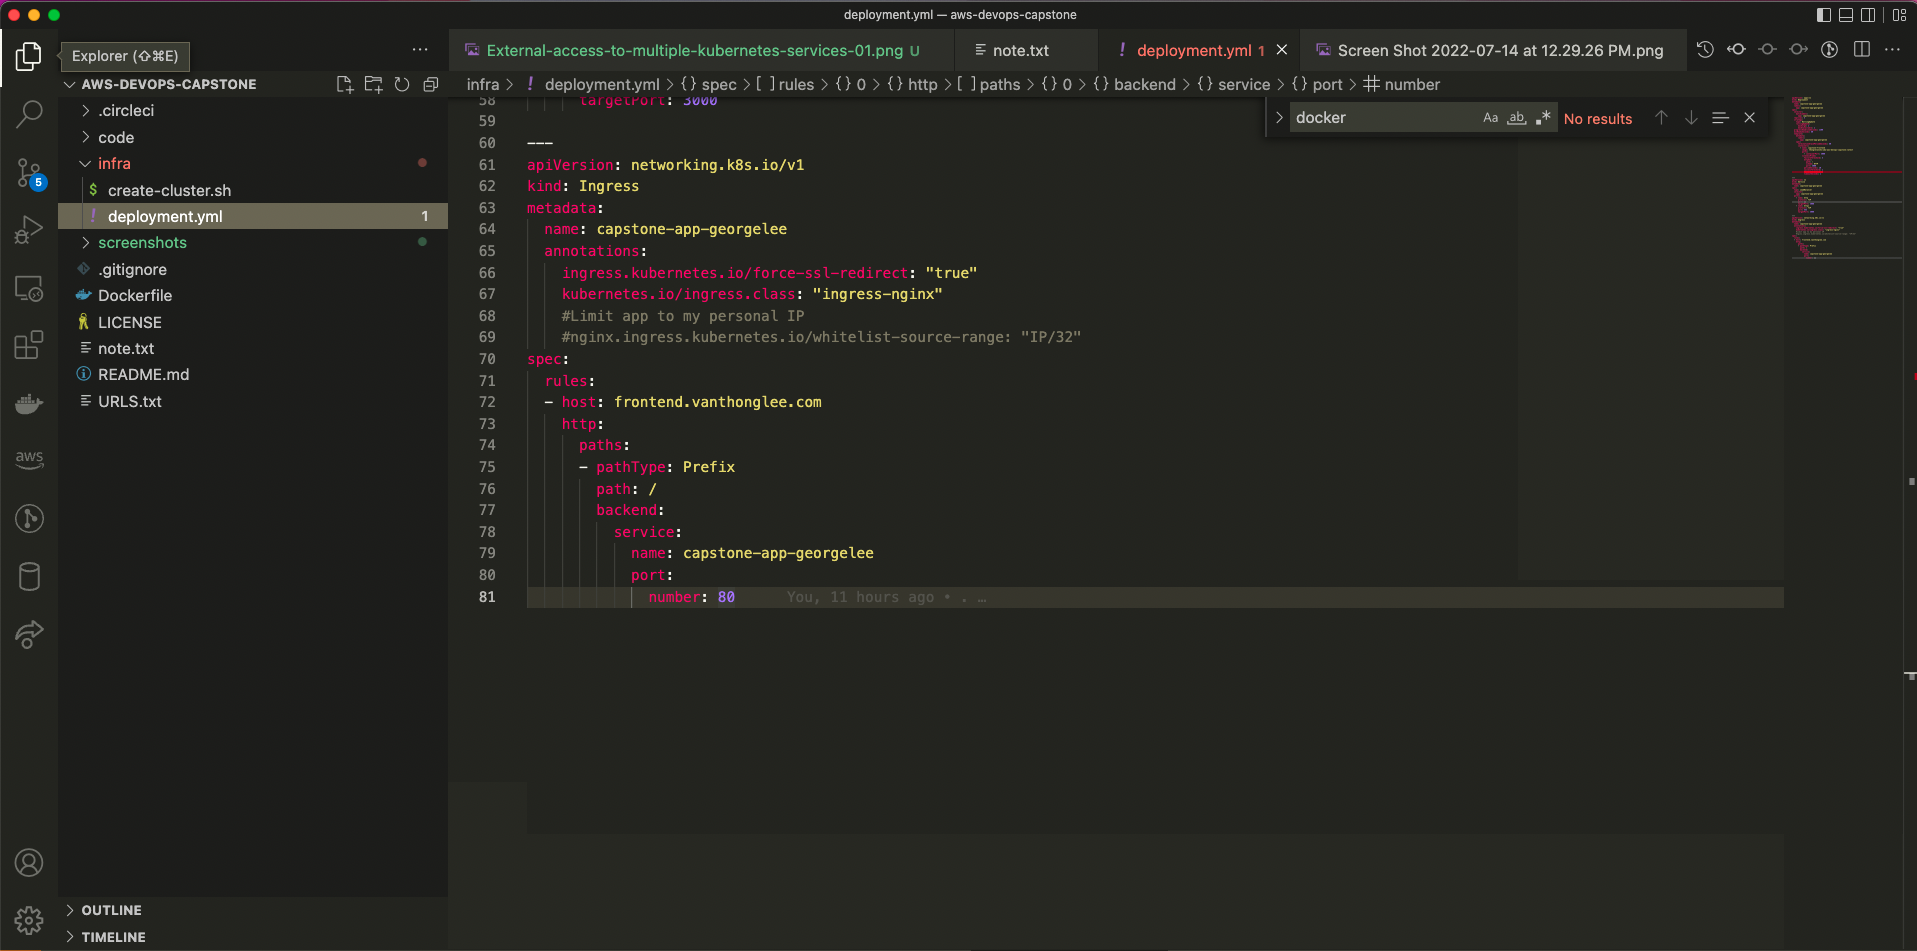 deployment.yml — aws-devops-capstone
Explorer (⇧⌘E)
External-access-to-multiple-kubernetes-services-01.png U
note.txt
! deployment.yml 1
Screen Shot 2022-07-14 at 12.29.26 PM.png
infra > ! deployment.yml > {} spec > [ ] rules > {} 0 > {} http > [ ] paths > {} 0 > {} backend > {} service > {} port > # number
AWS-DEVOPS-CAPSTONE
.circleci
code
infra
$ create-cluster.sh
! deployment.yml 1
screenshots
.gitignore
Dockerfile
LICENSE
note.txt
README.md
URLS.txt
5
aws
OUTLINE
TIMELINE
docker
Aa ab .*
No results
58 targetPort: 3000
59
60 ---
61 apiVersion: networking.k8s.io/v1
62 kind: Ingress
63 metadata:
64 name: capstone-app-georgelee
65 annotations:
66 ingress.kubernetes.io/force-ssl-redirect: "true"
67 kubernetes.io/ingress.class: "ingress-nginx"
68 #Limit app to my personal IP
69 #nginx.ingress.kubernetes.io/whitelist-source-range: "IP/32"
70 spec:
71 rules:
72 - host: frontend.vanthonglee.com
73 http:
74 paths:
75 - pathType: Prefix
76 path: /
77 backend:
78 service:
79 name: capstone-app-georgelee
80 port:
81 number: 80 You, 11 hours ago • . …